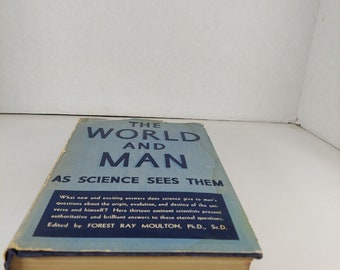 THE
WORLD
AND
MAN
AS SCIENCE SEES THEM
What new and exciting answers does science give to man's
questions about the origin, evolution, and destiny of the uni-
verse and himself? Here thirteen eminent scientists present
authoritative and brilliant answers to these eternal questions.
Edited by FOREST RAY MOULTON, Ph.D., Sc.D.